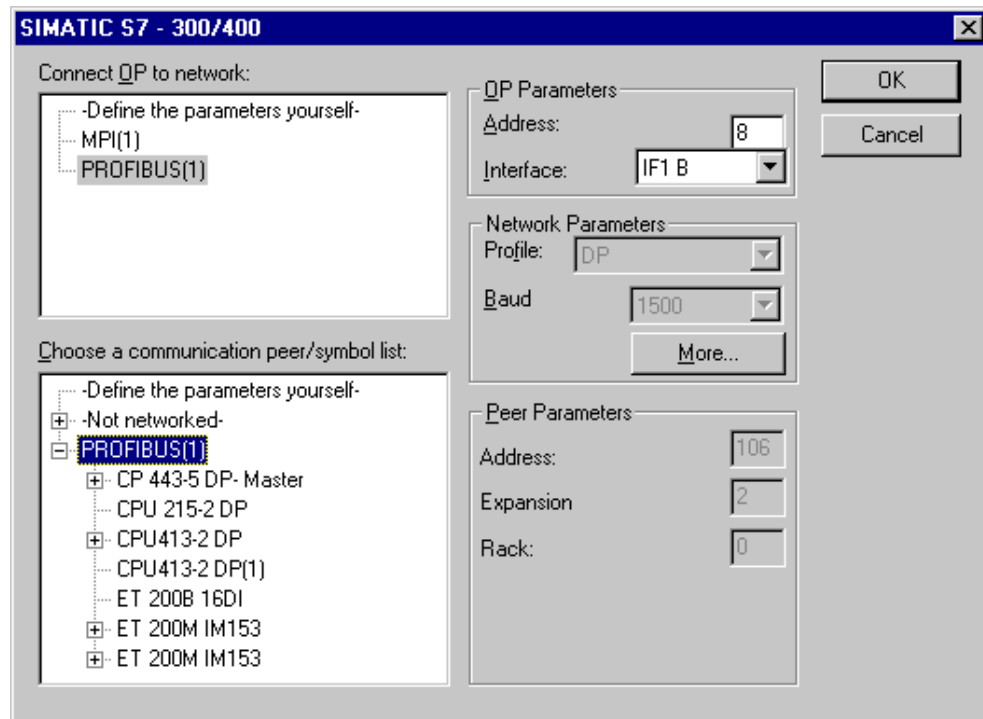 SIMATIC S7 - 300/400
Connect OP to network:
-Define the parameters yourself-
MPI(1)
PROFIBUS(1)
OP Parameters
Address:
8
Interface:
IF1 B
OK
Cancel
Network Parameters
Profile:
DP
Baud
1500
More...
Choose a communication peer/symbol list:
-Define the parameters yourself-
-Not networked-
PROFIBUS(1)
CP 443-5 DP- Master
CPU 215-2 DP
CPU413-2 DP
CPU413-2 DP(1)
ET 200B 16DI
ET 200M IM153
ET 200M IM153
Peer Parameters
Address:
106
Expansion
2
Rack:
0